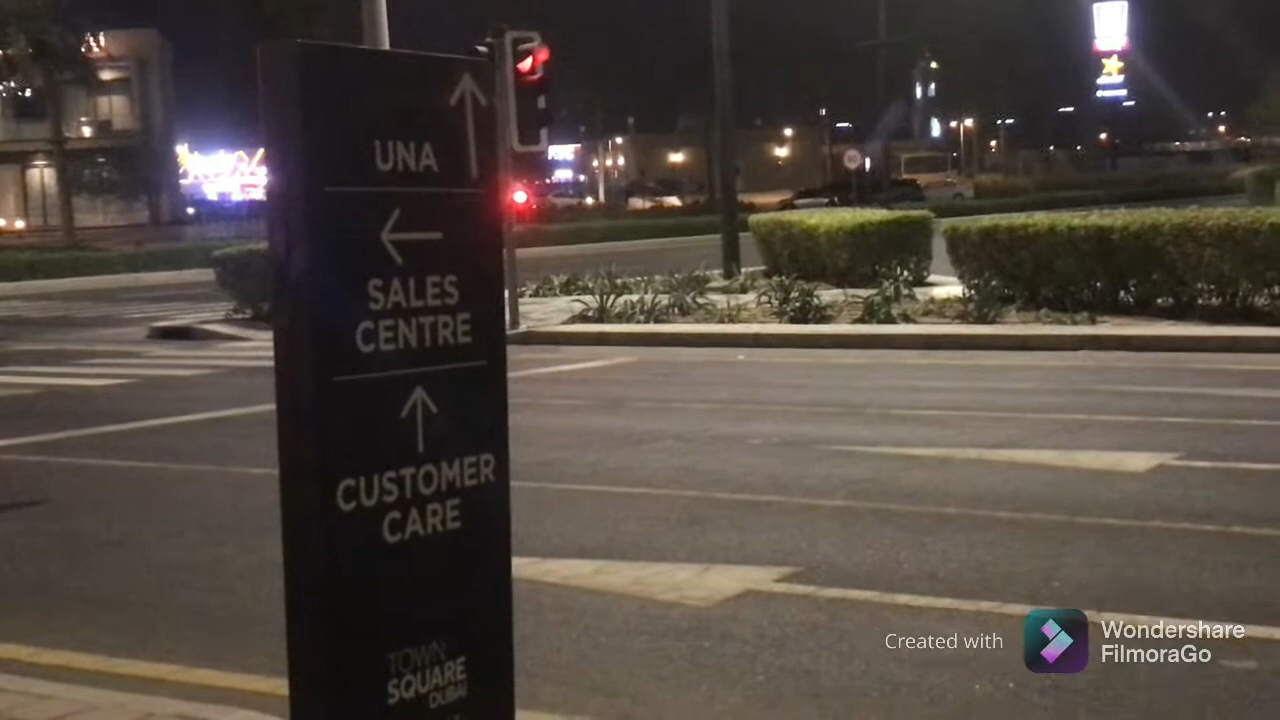 UNA
SALES
CENTRE
CUSTOMER
CARE
TOWN
SQUARE
DUBAI
Created with
Wondershare
FilmoraGo